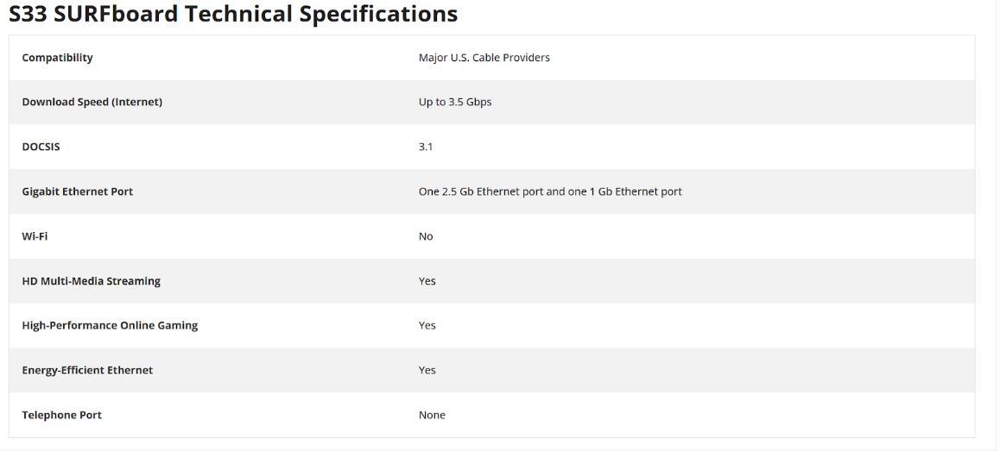 S33 SURFboard Technical Specifications
Compatibility Major U.S. Cable Providers
Download Speed (Internet) Up to 3.5 Gbps
DOCSIS 3.1
Gigabit Ethernet Port One 2.5 Gb Ethernet port and one 1 Gb Ethernet port
Wi-Fi No
HD Multi-Media Streaming Yes
High-Performance Online Gaming Yes
Energy-Efficient Ethernet Yes
Telephone Port None